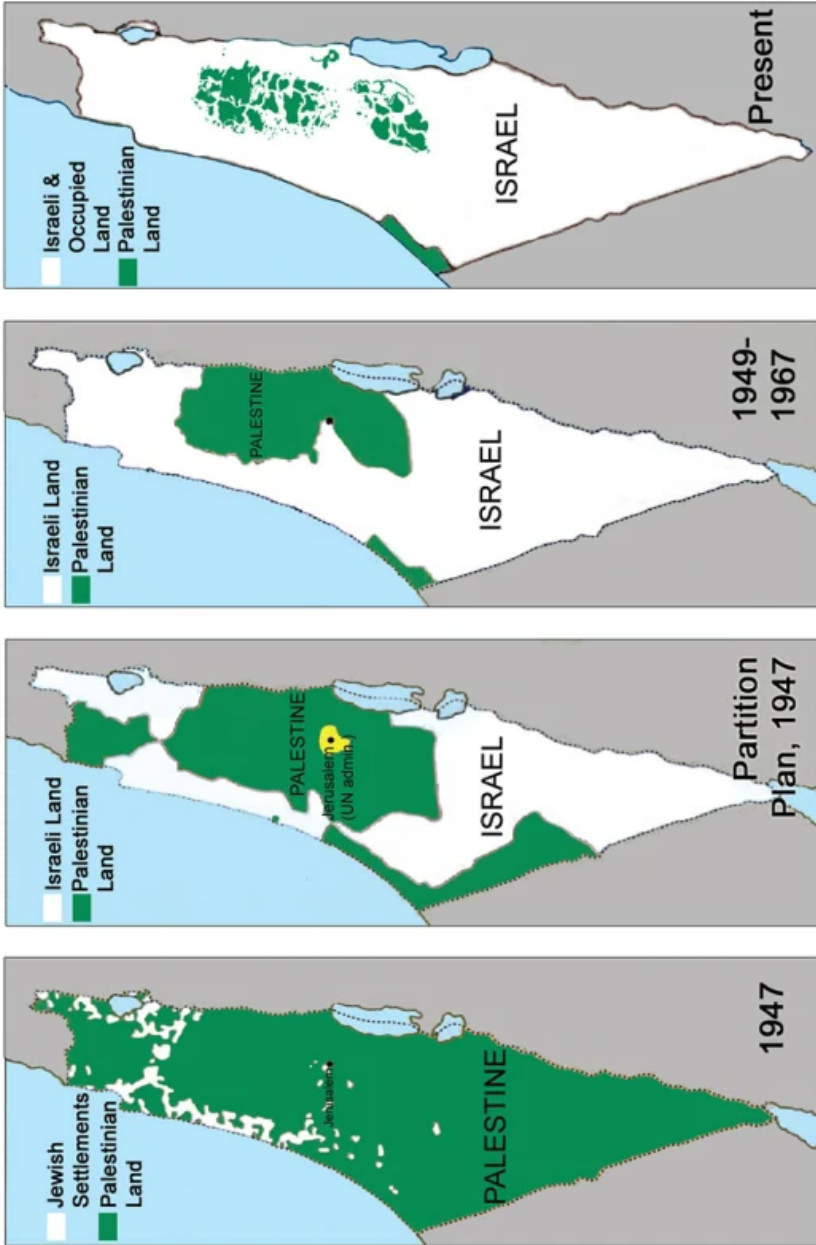 Jewish
Settlements
Palestinian
Land
Jerusalem
PALESTINE
1947
Israeli Land
Palestinian
Land
PALESTINE
Jerusalem
(UN admin.)
ISRAEL
Partition
Plan, 1947
Israeli Land
Palestinian
Land
PALESTINE
ISRAEL
1949-
1967
Israeli &
Occupied
Land
Palestinian
Land
ISRAEL
Present